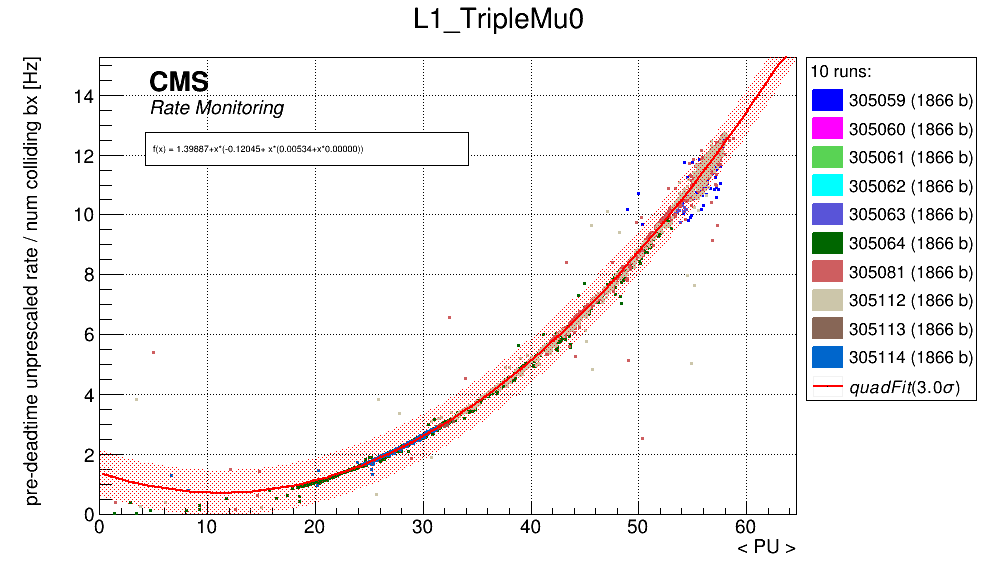 L1_TripleMu0
pre-deadtime unprescaled rate / num colliding bx [Hz]
CMS
Rate Monitoring
f(x) = 1.39887+x*(-0.12045+ x*(0.00534+x*0.00000))
14
12
10
8
6
4
2
0
0 10 20 30 40 50 60
< PU >
10 runs:
305059 (1866 b)
305060 (1866 b)
305061 (1866 b)
305062 (1866 b)
305063 (1866 b)
305064 (1866 b)
305081 (1866 b)
305112 (1866 b)
305113 (1866 b)
305114 (1866 b)
quadFit(3.0σ)